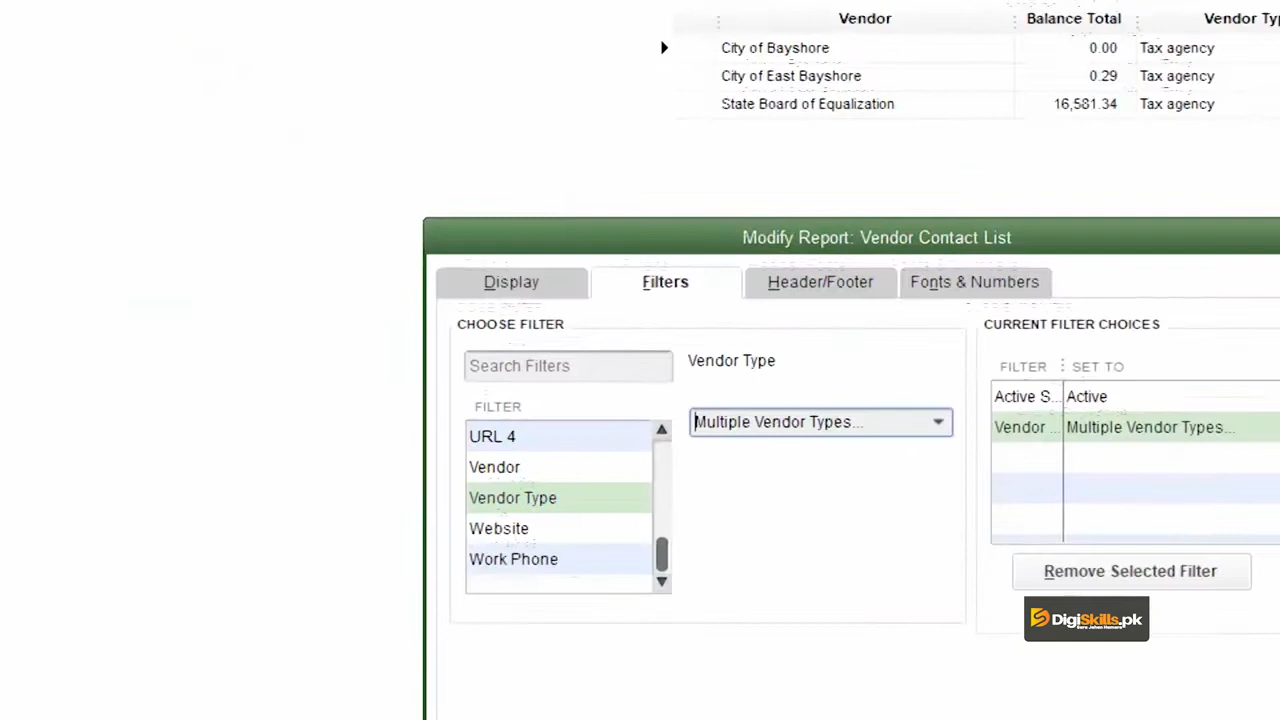 Vendor Balance Total Vendor Ty
City of Bayshore 0.00 Tax agency
City of East Bayshore 0.29 Tax agency
State Board of Equalization 16,581.34 Tax agency
Modify Report: Vendor Contact List
Display Filters Header/Footer Fonts & Numbers
CHOOSE FILTER
Search Filters
FILTER
URL 4
Vendor
Vendor Type
Website
Work Phone
Vendor Type
Multiple Vendor Types...
CURRENT FILTER CHOICES
FILTER SET TO
Active S... Active
Vendor ... Multiple Vendor Types...
Remove Selected Filter
DigiSkills.pk